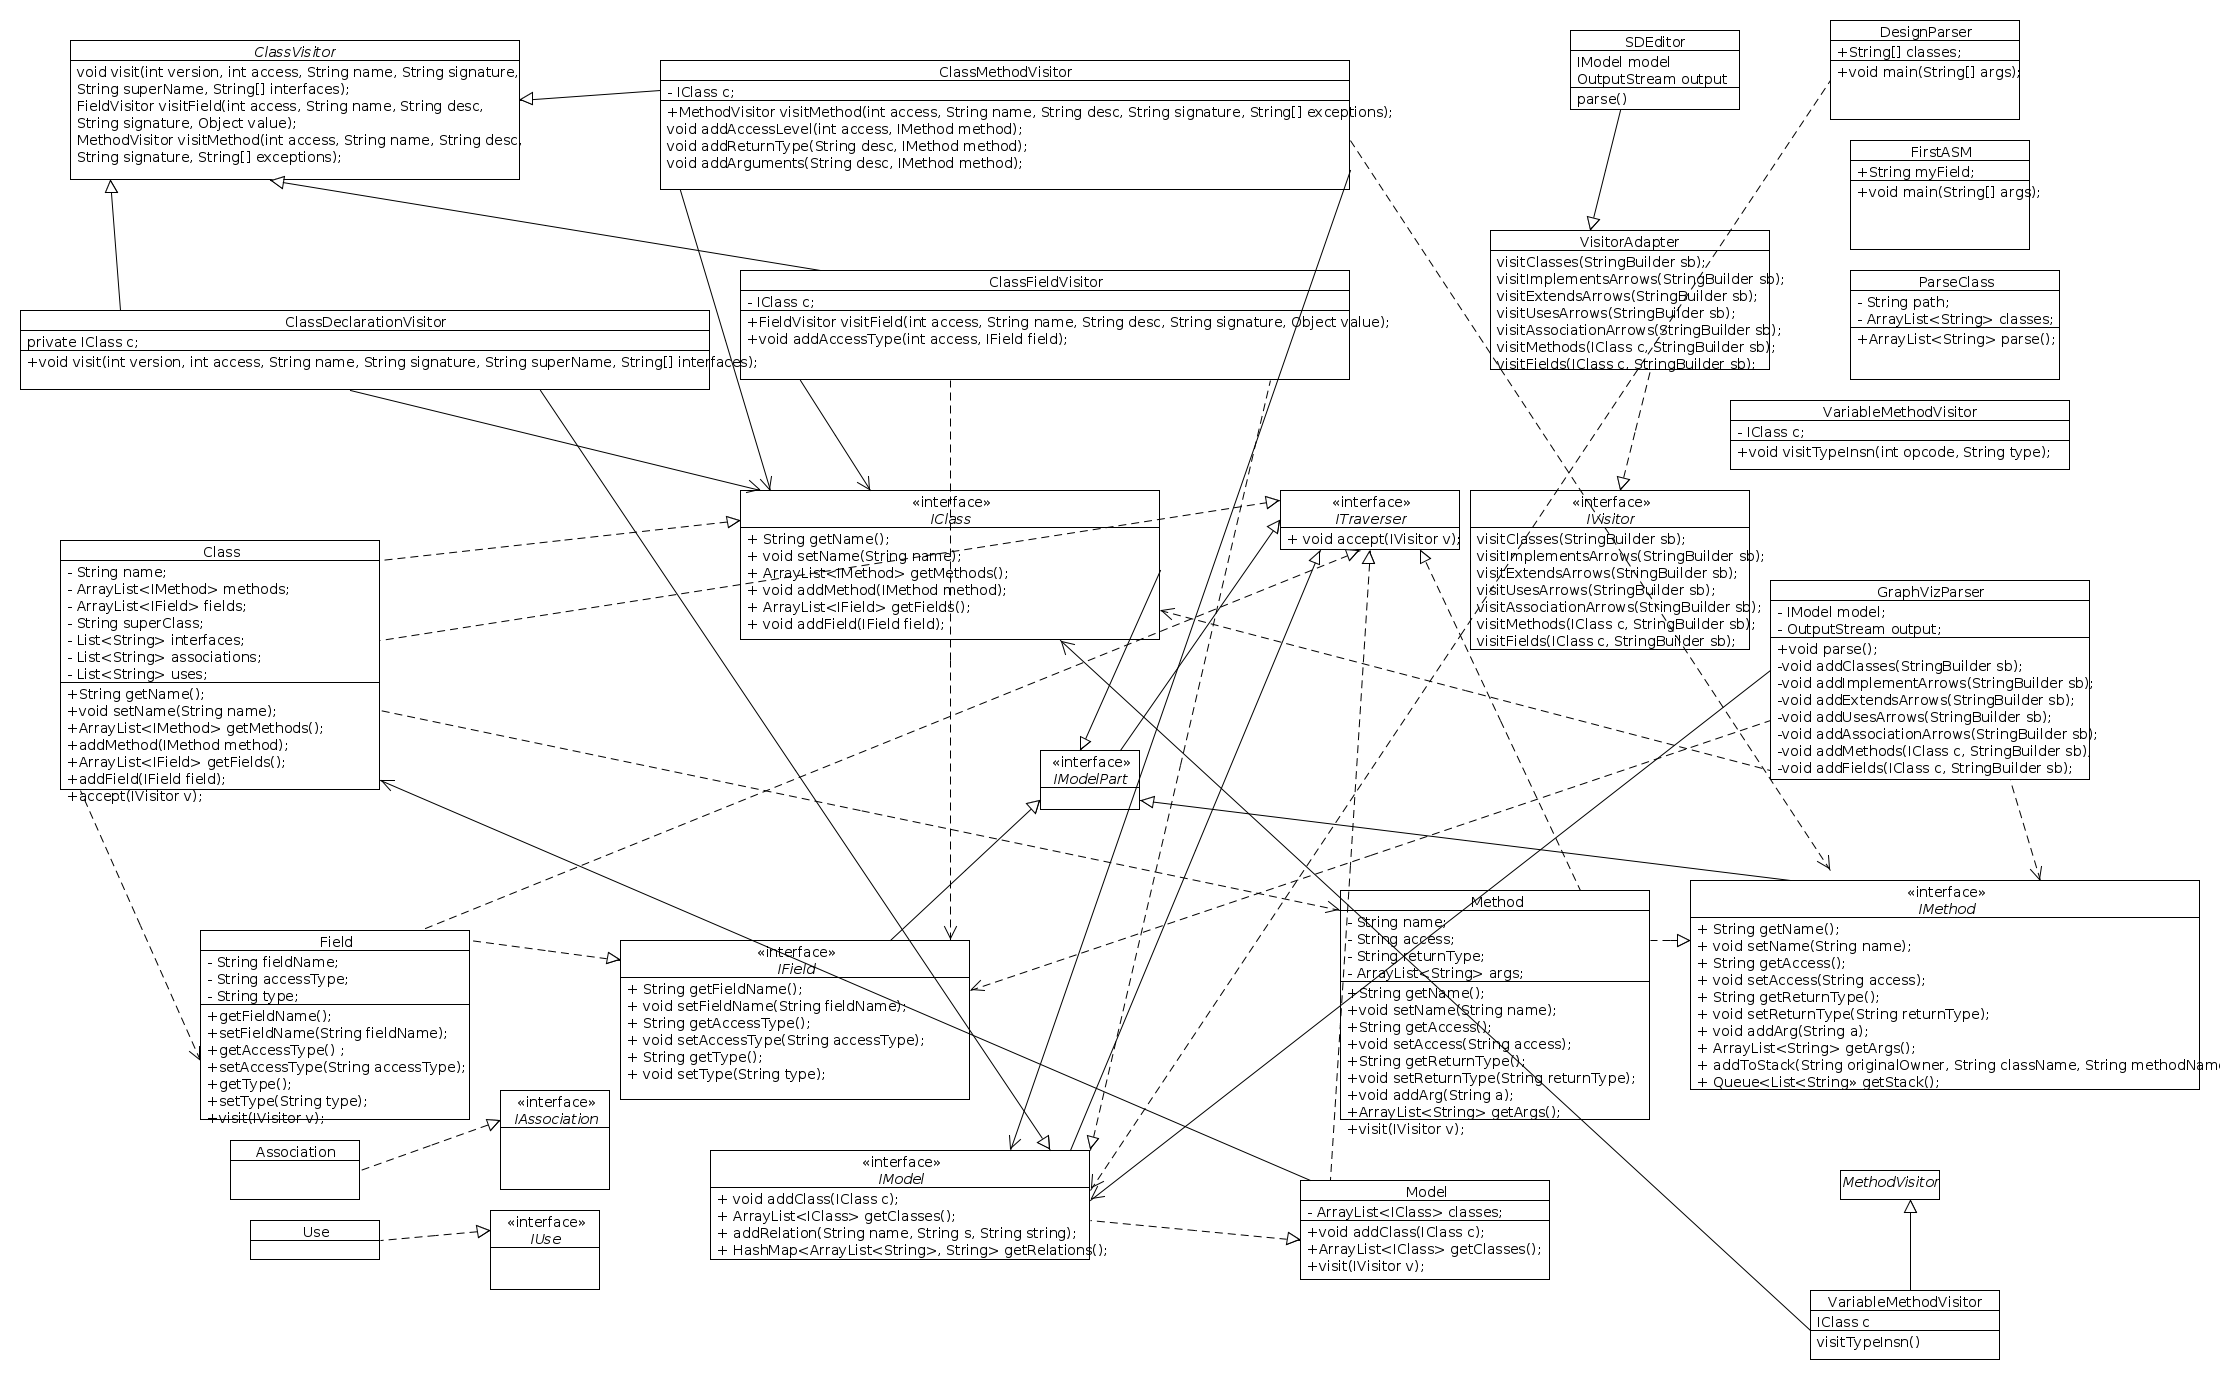 ClassVisitor
void visit(int version, int access, String name, String signature,
String superName, String[] interfaces);
FieldVisitor visitField(int access, String name, String desc,
String signature, Object value);
MethodVisitor visitMethod(int access, String name, String desc,
String signature, String[] exceptions);
ClassMethodVisitor
- IClass c;
+MethodVisitor visitMethod(int access, String name, String desc, String signature, String[] exceptions);
void addAccessLevel(int access, IMethod method);
void addReturnType(String desc, IMethod method);
void addArguments(String desc, IMethod method);
SDEditor
IModel model
OutputStream output
parse()
DesignParser
+String[] classes;
+void main(String[] args);
FirstASM
+String myField;
+void main(String[] args);
VisitorAdapter
visitClasses(StringBuilder sb);
visitImplementsArrows(StringBuilder sb);
visitExtendsArrows(StringBuilder sb);
visitUsesArrows(StringBuilder sb);
visitAssociationArrows(StringBuilder sb);
visitMethods(IClass c, StringBuilder sb);
visitFields(IClass c, StringBuilder sb);
ParseClass
- String path;
- ArrayList<String> classes;
+ArrayList<String> parse();
ClassFieldVisitor
- IClass c;
+FieldVisitor visitField(int access, String name, String desc, String signature, Object value);
+void addAccessType(int access, IField field);
ClassDeclarationVisitor
private IClass c;
+void visit(int version, int access, String name, String signature, String superName, String[] interfaces);
VariableMethodVisitor
- IClass c;
+void visitTypeInsn(int opcode, String type);
«interface»
IClass
+ String getName();
+ void setName(String name);
+ ArrayList<IMethod> getMethods();
+ void addMethod(IMethod method);
+ ArrayList<IField> getFields();
+ void addField(IField field);
«interface»
ITraverser
+ void accept(IVisitor v);
«interface»
IVisitor
visitClasses(StringBuilder sb);
visitImplementsArrows(StringBuilder sb);
visitExtendsArrows(StringBuilder sb);
visitUsesArrows(StringBuilder sb);
visitAssociationArrows(StringBuilder sb);
visitMethods(IClass c, StringBuilder sb);
visitFields(IClass c, StringBuilder sb);
Class
- String name;
- ArrayList<IMethod> methods;
- ArrayList<IField> fields;
- String superClass;
- List<String> interfaces;
- List<String> associations;
- List<String> uses;
+String getName();
+void setName(String name);
+ArrayList<IMethod> getMethods();
+addMethod(IMethod method);
+ArrayList<IField> getFields();
+addField(IField field);
+accept(IVisitor v);
GraphVizParser
- IModel model;
- OutputStream output;
+void parse();
-void addClasses(StringBuilder sb);
-void addImplementArrows(StringBuilder sb);
-void addExtendsArrows(StringBuilder sb);
-void addUsesArrows(StringBuilder sb);
-void addAssociationArrows(StringBuilder sb);
-void addMethods(IClass c, StringBuilder sb);
-void addFields(IClass c, StringBuilder sb);
«interface»
IModelPart
Field
- String fieldName;
- String accessType;
- String type;
+getFieldName();
+setFieldName(String fieldName);
+getAccessType() ;
+setAccessType(String accessType);
+getType();
+setType(String type);
+visit(IVisitor v);
«interface»
IField
+ String getFieldName();
+ void setFieldName(String fieldName);
+ String getAccessType();
+ void setAccessType(String accessType);
+ String getType();
+ void setType(String type);
Method
- String name;
- String access;
- String returnType;
- ArrayList<String> args;
+String getName();
+void setName(String name);
+String getAccess();
+void setAccess(String access);
+String getReturnType();
+void setReturnType(String returnType);
+void addArg(String a);
+ArrayList<String> getArgs();
+visit(IVisitor v);
«interface»
IMethod
+ String getName();
+ void setName(String name);
+ String getAccess();
+ void setAccess(String access);
+ String getReturnType();
+ void setReturnType(String returnType);
+ void addArg(String a);
+ ArrayList<String> getArgs();
+ addToStack(String originalOwner, String className, String methodName
+ Queue<List<String» getStack();
«interface»
IAssociation
Association
«interface»
IUse
Use
«interface»
IModel
+ void addClass(IClass c);
+ ArrayList<IClass> getClasses();
+ addRelation(String name, String s, String string);
+ HashMap<ArrayList<String>, String> getRelations();
Model
- ArrayList<IClass> classes;
+void addClass(IClass c);
+ArrayList<IClass> getClasses();
+visit(IVisitor v);
MethodVisitor
VariableMethodVisitor
IClass c
visitTypeInsn()